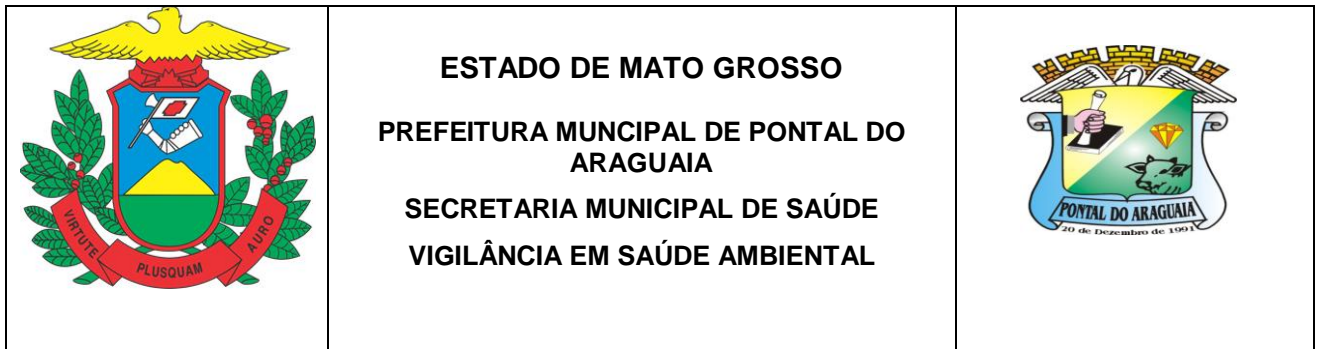 VIRTUTE
PLUSQUAM
AURO
ESTADO DE MATO GROSSO
PREFEITURA MUNCIPAL DE PONTAL DO
ARAGUAIA
SECRETARIA MUNICIPAL DE SAÚDE
VIGILÂNCIA EM SAÚDE AMBIENTAL
PONTAL DO ARAGUAIA
20 de Dezembro de 1991